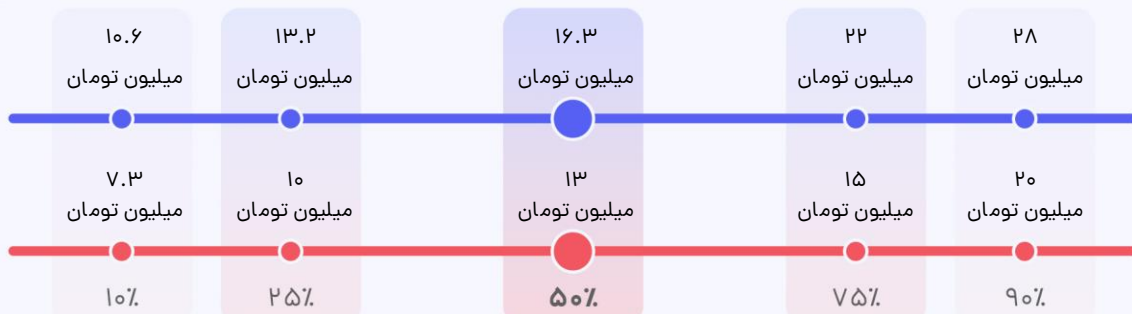 ۱۰.۶ ۱۳.۲ ۱۶.۳ ۲۲ ۲۸
میلیون تومان میلیون تومان میلیون تومان میلیون تومان میلیون تومان
۷.۳ ۱۰ ۱۳ ۱۵ ۲۰
میلیون تومان میلیون تومان میلیون تومان میلیون تومان میلیون تومان
۱۰٪ ۲۵٪ ۵۰٪ ۷۵٪ ۹۰٪